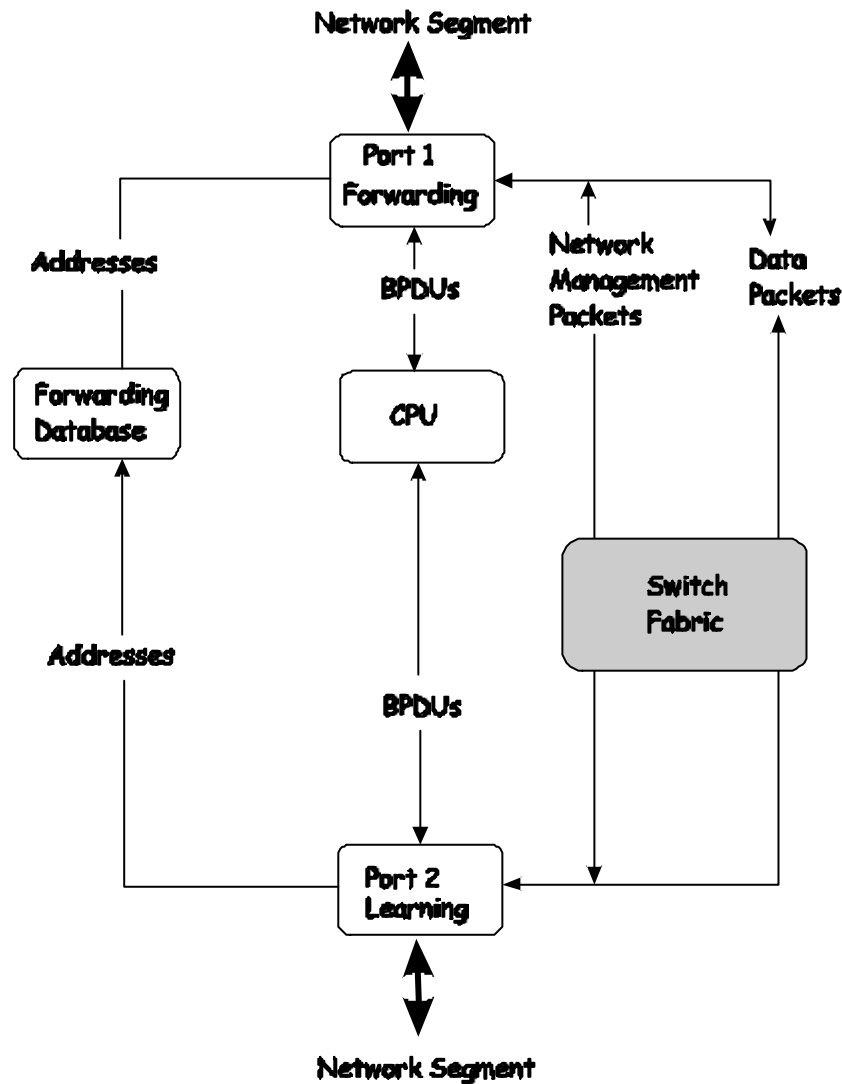 Network Segment
Port 1
Forwarding
Addresses
BPDUs
Network
Management
Packets
Data
Packets
Forwarding
Database
CPU
Switch
Fabric
Addresses
BPDUs
Port 2
Learning
Network Segment